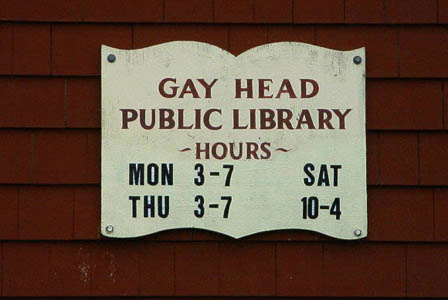 GAY HEAD
PUBLIC LIBRARY
~HOURS~
MON 3-7 SAT
THU 3-7 10-4